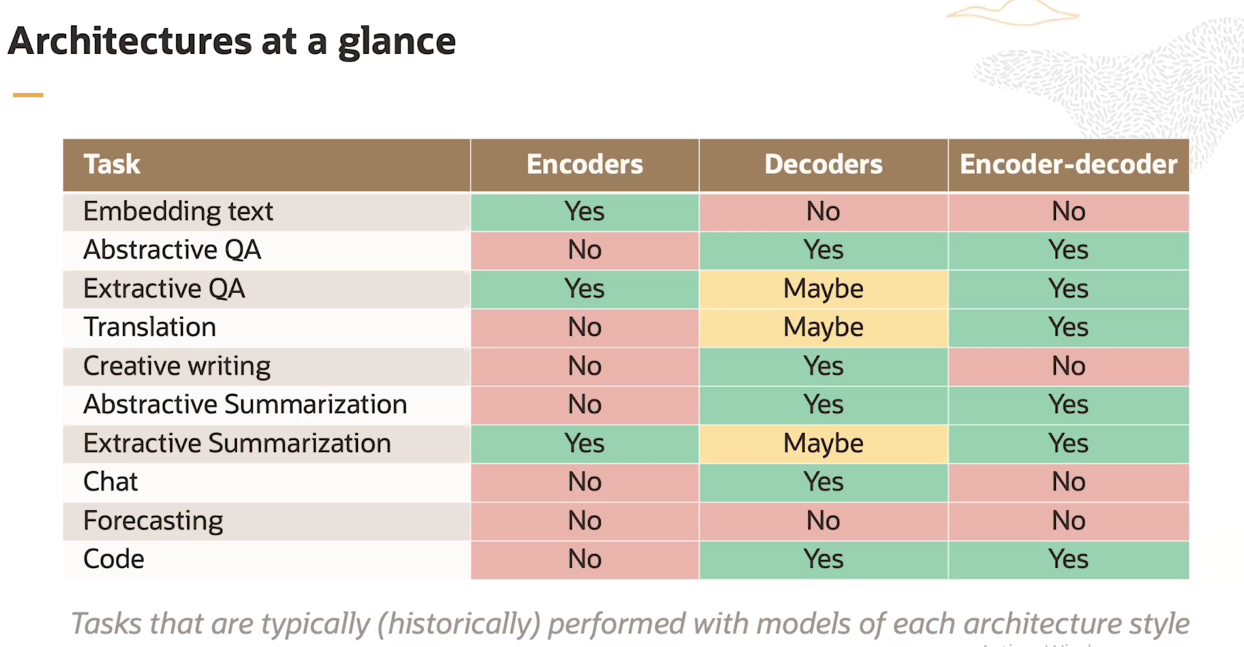 Architectures at a glance
Task Encoders Decoders Encoder-decoder
Embedding text Yes No No
Abstractive QA No Yes Yes
Extractive QA Yes Maybe Yes
Translation No Maybe Yes
Creative writing No Yes No
Abstractive Summarization No Yes Yes
Extractive Summarization Yes Maybe Yes
Chat No Yes No
Forecasting No No No
Code No Yes Yes
Tasks that are typically (historically) performed with models of each architecture style